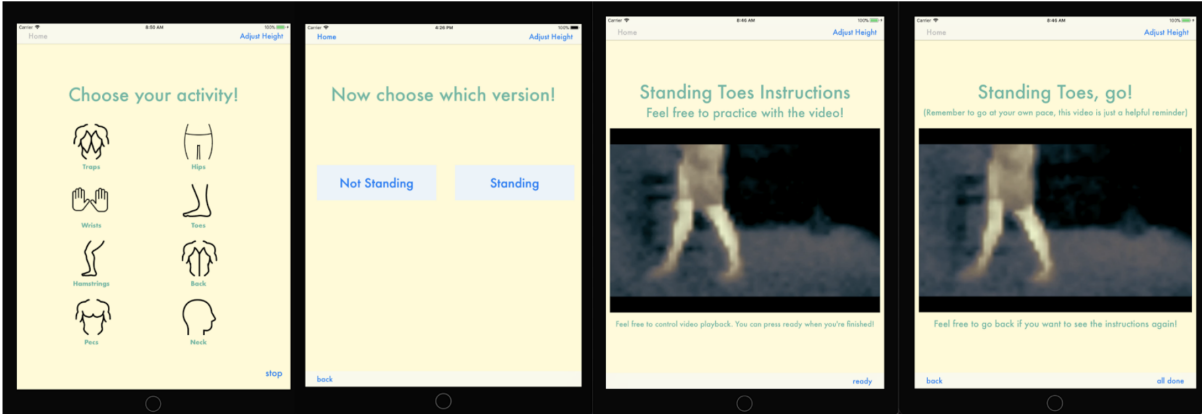 Carrier 9:50 AM 100%
Home Adjust Height
Choose your activity!
Traps Hips
Wrists Toes
Hamstrings Back
Pecs Neck
stop
Carrier 4:26 PM 100%
Home Adjust Height
Now choose which version!
Not Standing Standing
back
Carrier 8:46 AM 100%
Home Adjust Height
Standing Toes Instructions
Feel free to practice with the video!
Feel free to control video playback. You can press ready when you're finished!
ready
Carrier 8:46 AM 100%
Home Adjust Height
Standing Toes, go!
(Remember to go at your own pace, this video is just a helpful reminder)
Feel free to go back if you want to see the instructions again!
back all done